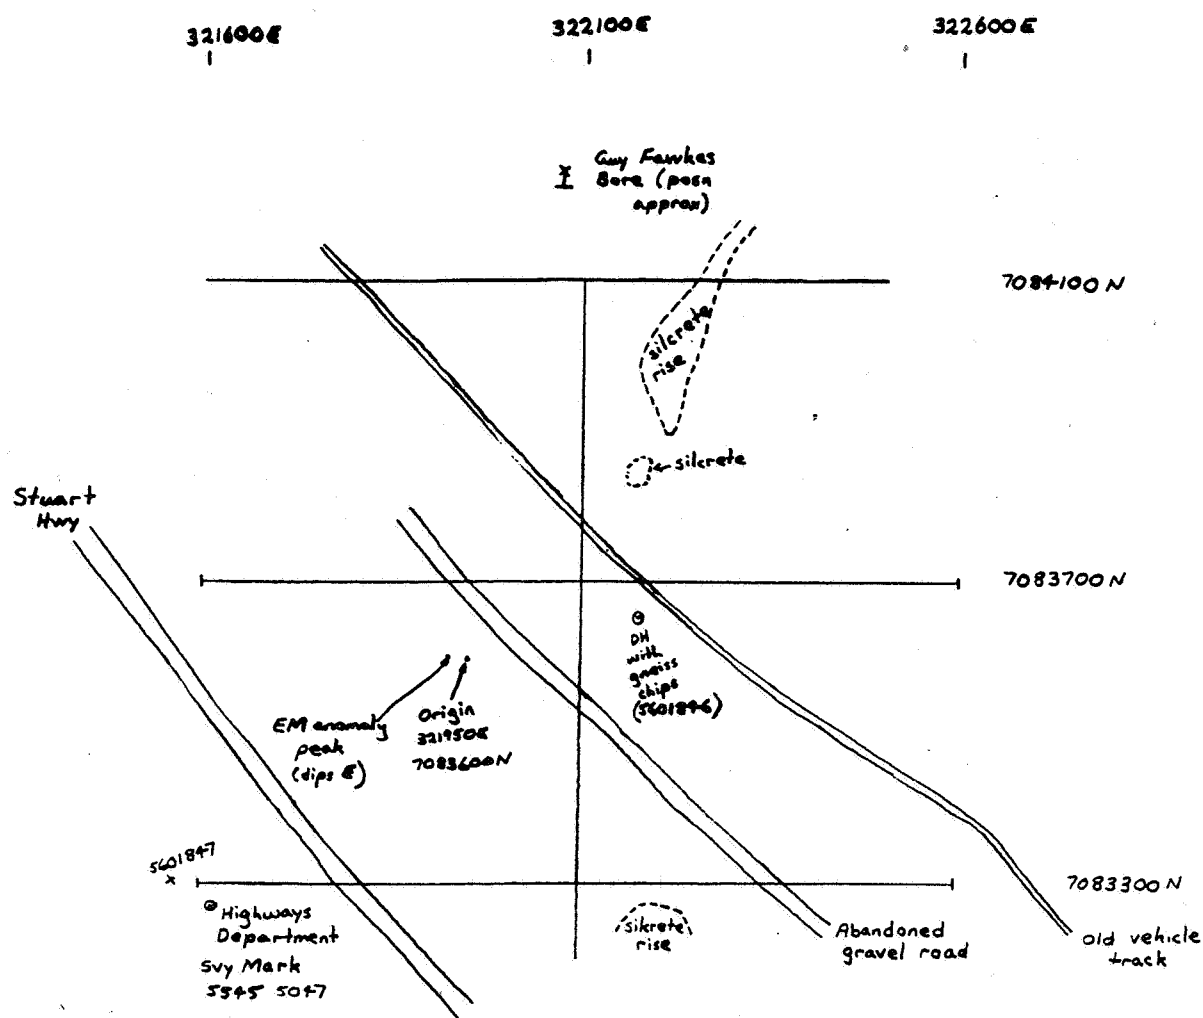 321600E
322100E
322600E
Guy Fawkes
Bore (posn
approx)
7084100 N
silcrete
rise
silcrete
Stuart
Hwy
7083700 N
DH
with
gneiss
chips
(5601846)
EM anomaly
peak
(dips E)
Origin
321950E
7083600N
5601847
x
7083300 N
Highways
Department
Svy Mark
5545 5047
Silcrete
rise
Abandoned
gravel road
old vehicle
track